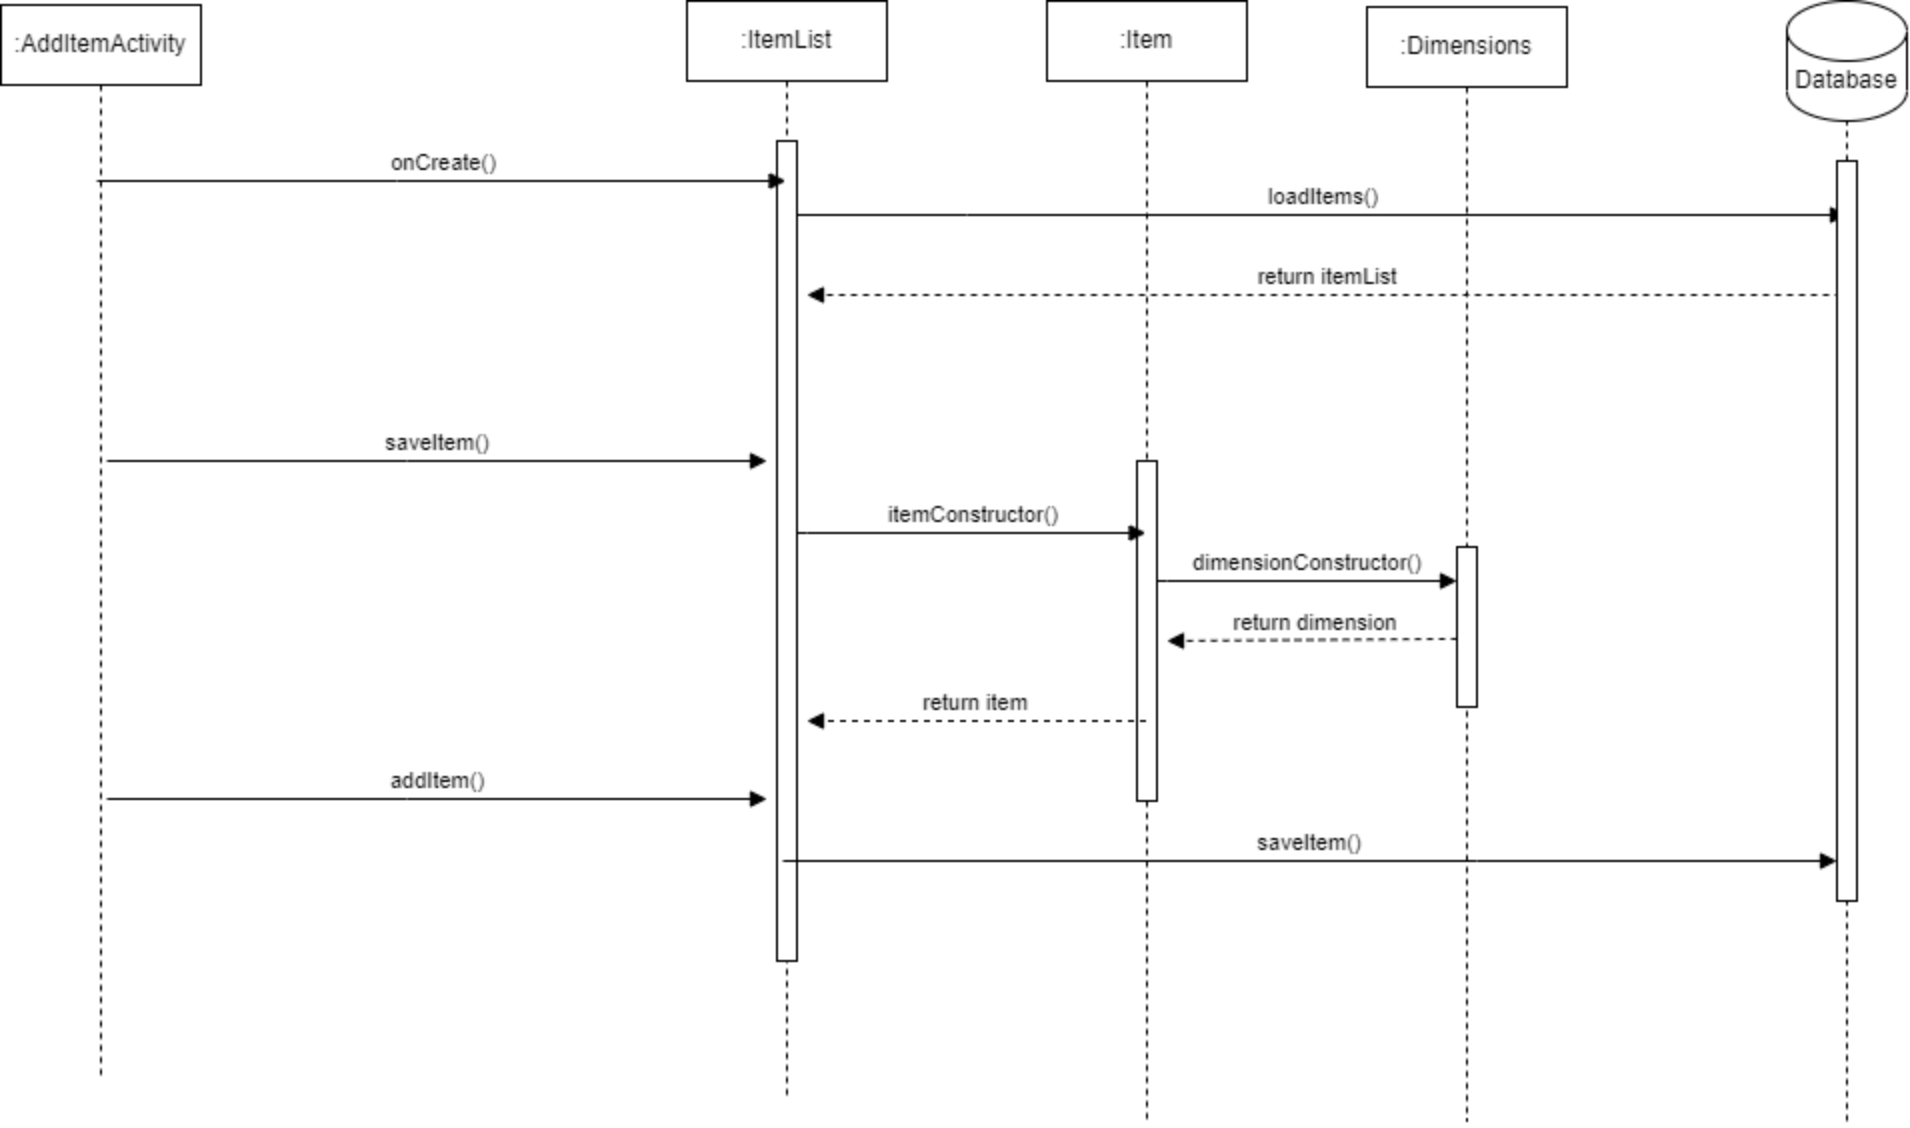 :AddItemActivity
:ItemList
:Item
:Dimensions
Database
onCreate()
loadItems()
return itemList
saveItem()
itemConstructor()
dimensionConstructor()
return dimension
return item
addItem()
saveItem()